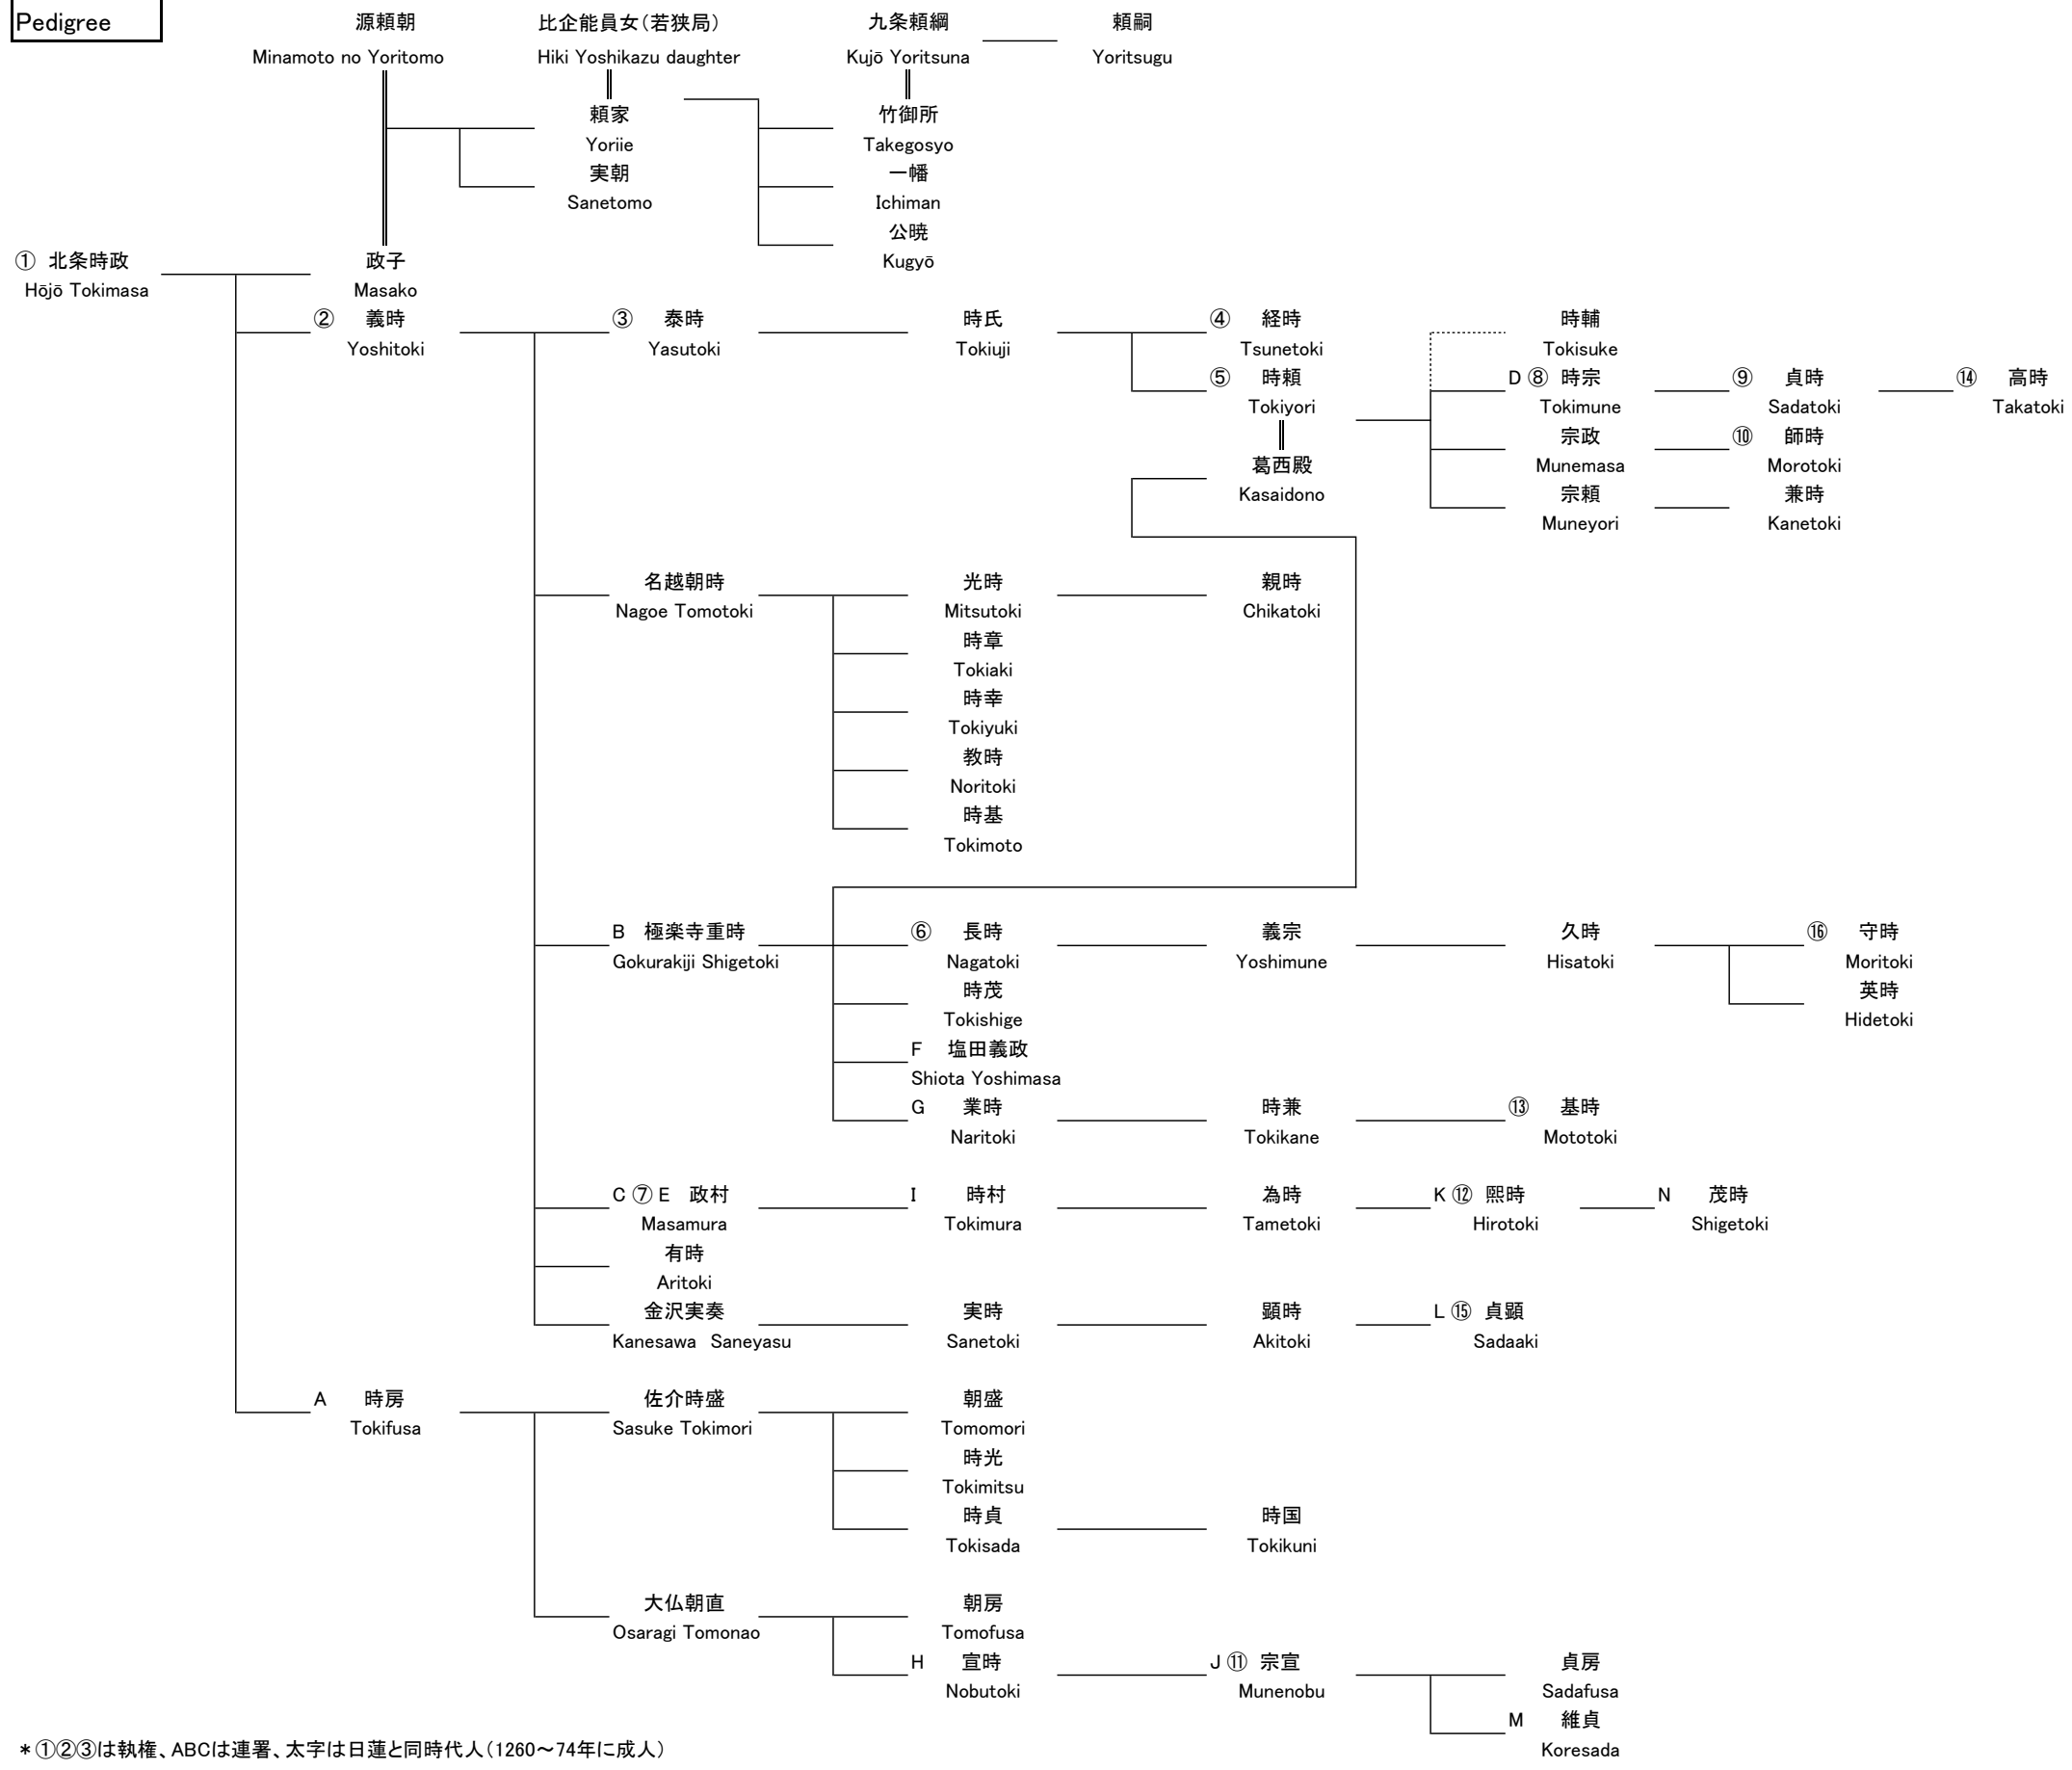 Pedigree
源頼朝 比企能員女(若狭局) 九条頼綱 頼嗣
Minamoto no Yoritomo Hiki Yoshikazu daughter Kujō Yoritsuna Yoritsugu
頼家 竹御所
Yoriie Takegosyo
実朝 一幡
Sanetomo Ichiman
公暁
Kugyō
① 北条時政 政子
Hōjō Tokimasa Masako
② 義時 ③ 泰時 時氏 ④ 経時 時輔
Yoshitoki Yasutoki Tokiuji Tsunetoki Tokisuke
⑤ 時頼 D ⑧ 時宗 ⑨ 貞時 ⑭ 高時
Tokiyori Tokimune Sadatoki Takatoki
宗政 ⑩ 師時
葛西殿 Munemasa Morotoki
Kasaidono 宗頼 兼時
Muneyori Kanetoki
名越朝時 光時 親時
Nagoe Tomotoki Mitsutoki Chikatoki
時章
Tokiaki
時幸
Tokiyuki
教時
Noritoki
時基
Tokimoto
B 極楽寺重時 ⑥ 長時 義宗 久時 ⑯ 守時
Gokurakiji Shigetoki Nagatoki Yoshimune Hisatoki Moritoki
時茂 英時
Tokishige Hidetoki
F 塩田義政
Shiota Yoshimasa
G 業時 時兼 ⑬ 基時
Naritoki Tokikane Mototoki
C ⑦ E 政村 I 時村 為時 K ⑫ 熙時 N 茂時
Masamura Tokimura Tametoki Hirotoki Shigetoki
有時
Aritoki
金沢実奏 実時 顕時 L ⑮ 貞顕
Kanesawa Saneyasu Sanetoki Akitoki Sadaaki
A 時房 佐介時盛 朝盛
Tokifusa Sasuke Tokimori Tomomori
時光
Tokimitsu
時貞 時国
Tokisada Tokikuni
大仏朝直 朝房
Osaragi Tomonao Tomofusa
H 宣時 J ⑪ 宗宣 貞房
Nobutoki Munenobu Sadafusa
M 維貞
Koresada
*①②③は執権、ABCは連署、太字は日蓮と同時代人(1260~74年に成人)